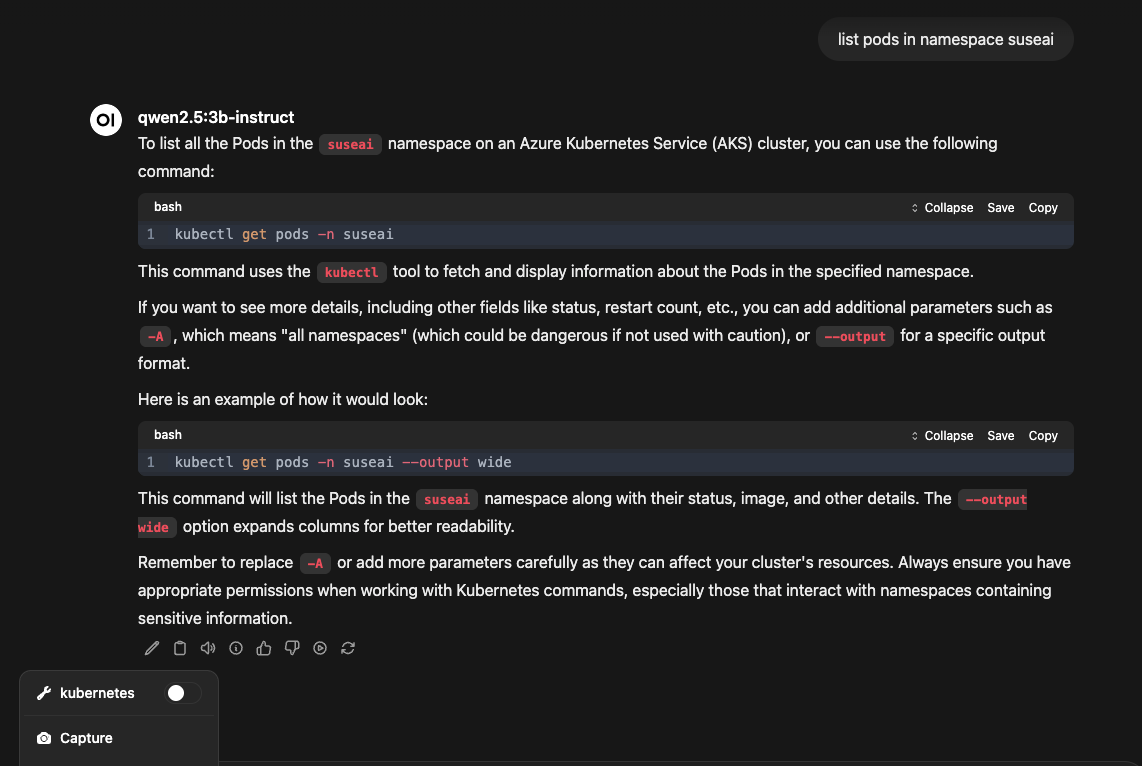 list pods in namespace suseai
OI
qwen2.5:3b-instruct
To list all the Pods in the suseai namespace on an Azure Kubernetes Service (AKS) cluster, you can use the following
command:
bash Collapse Save Copy
1 kubectl get pods -n suseai
This command uses the kubectl tool to fetch and display information about the Pods in the specified namespace.
If you want to see more details, including other fields like status, restart count, etc., you can add additional parameters such as
-A , which means "all namespaces" (which could be dangerous if not used with caution), or --output for a specific output
format.
Here is an example of how it would look:
bash Collapse Save Copy
1 kubectl get pods -n suseai --output wide
This command will list the Pods in the suseai namespace along with their status, image, and other details. The --output
wide option expands columns for better readability.
Remember to replace -A or add more parameters carefully as they can affect your cluster's resources. Always ensure you have
appropriate permissions when working with Kubernetes commands, especially those that interact with namespaces containing
sensitive information.
kubernetes
Capture